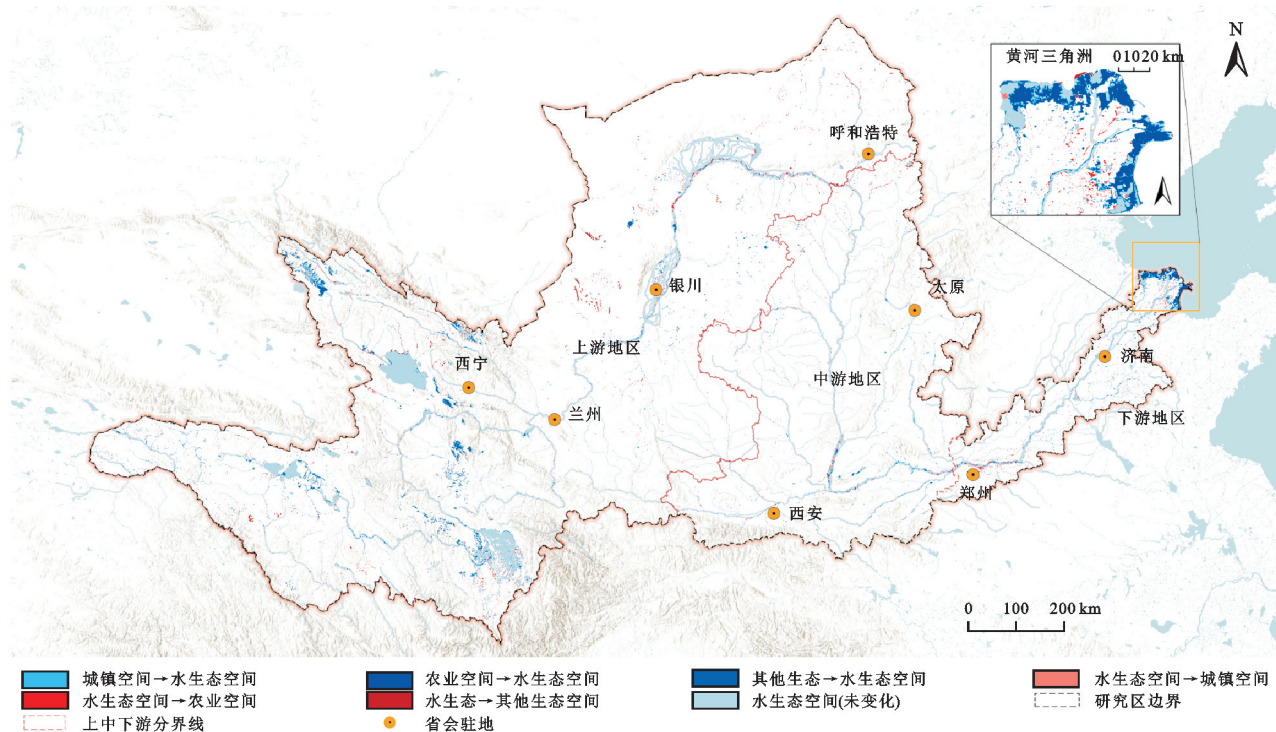 N
黄河三角洲 01020 km
呼和浩特
银川
太原
上游地区
西宁
中游地区
济南
兰州
下游地区
郑州
西安
0 100 200 km
城镇空间→水生态空间 农业空间→水生态空间 其他生态→水生态空间 水生态空间→城镇空间
水生态空间→农业空间 水生态→其他生态空间 水生态空间(未变化) 研究区边界
上中下游分界线 省会驻地